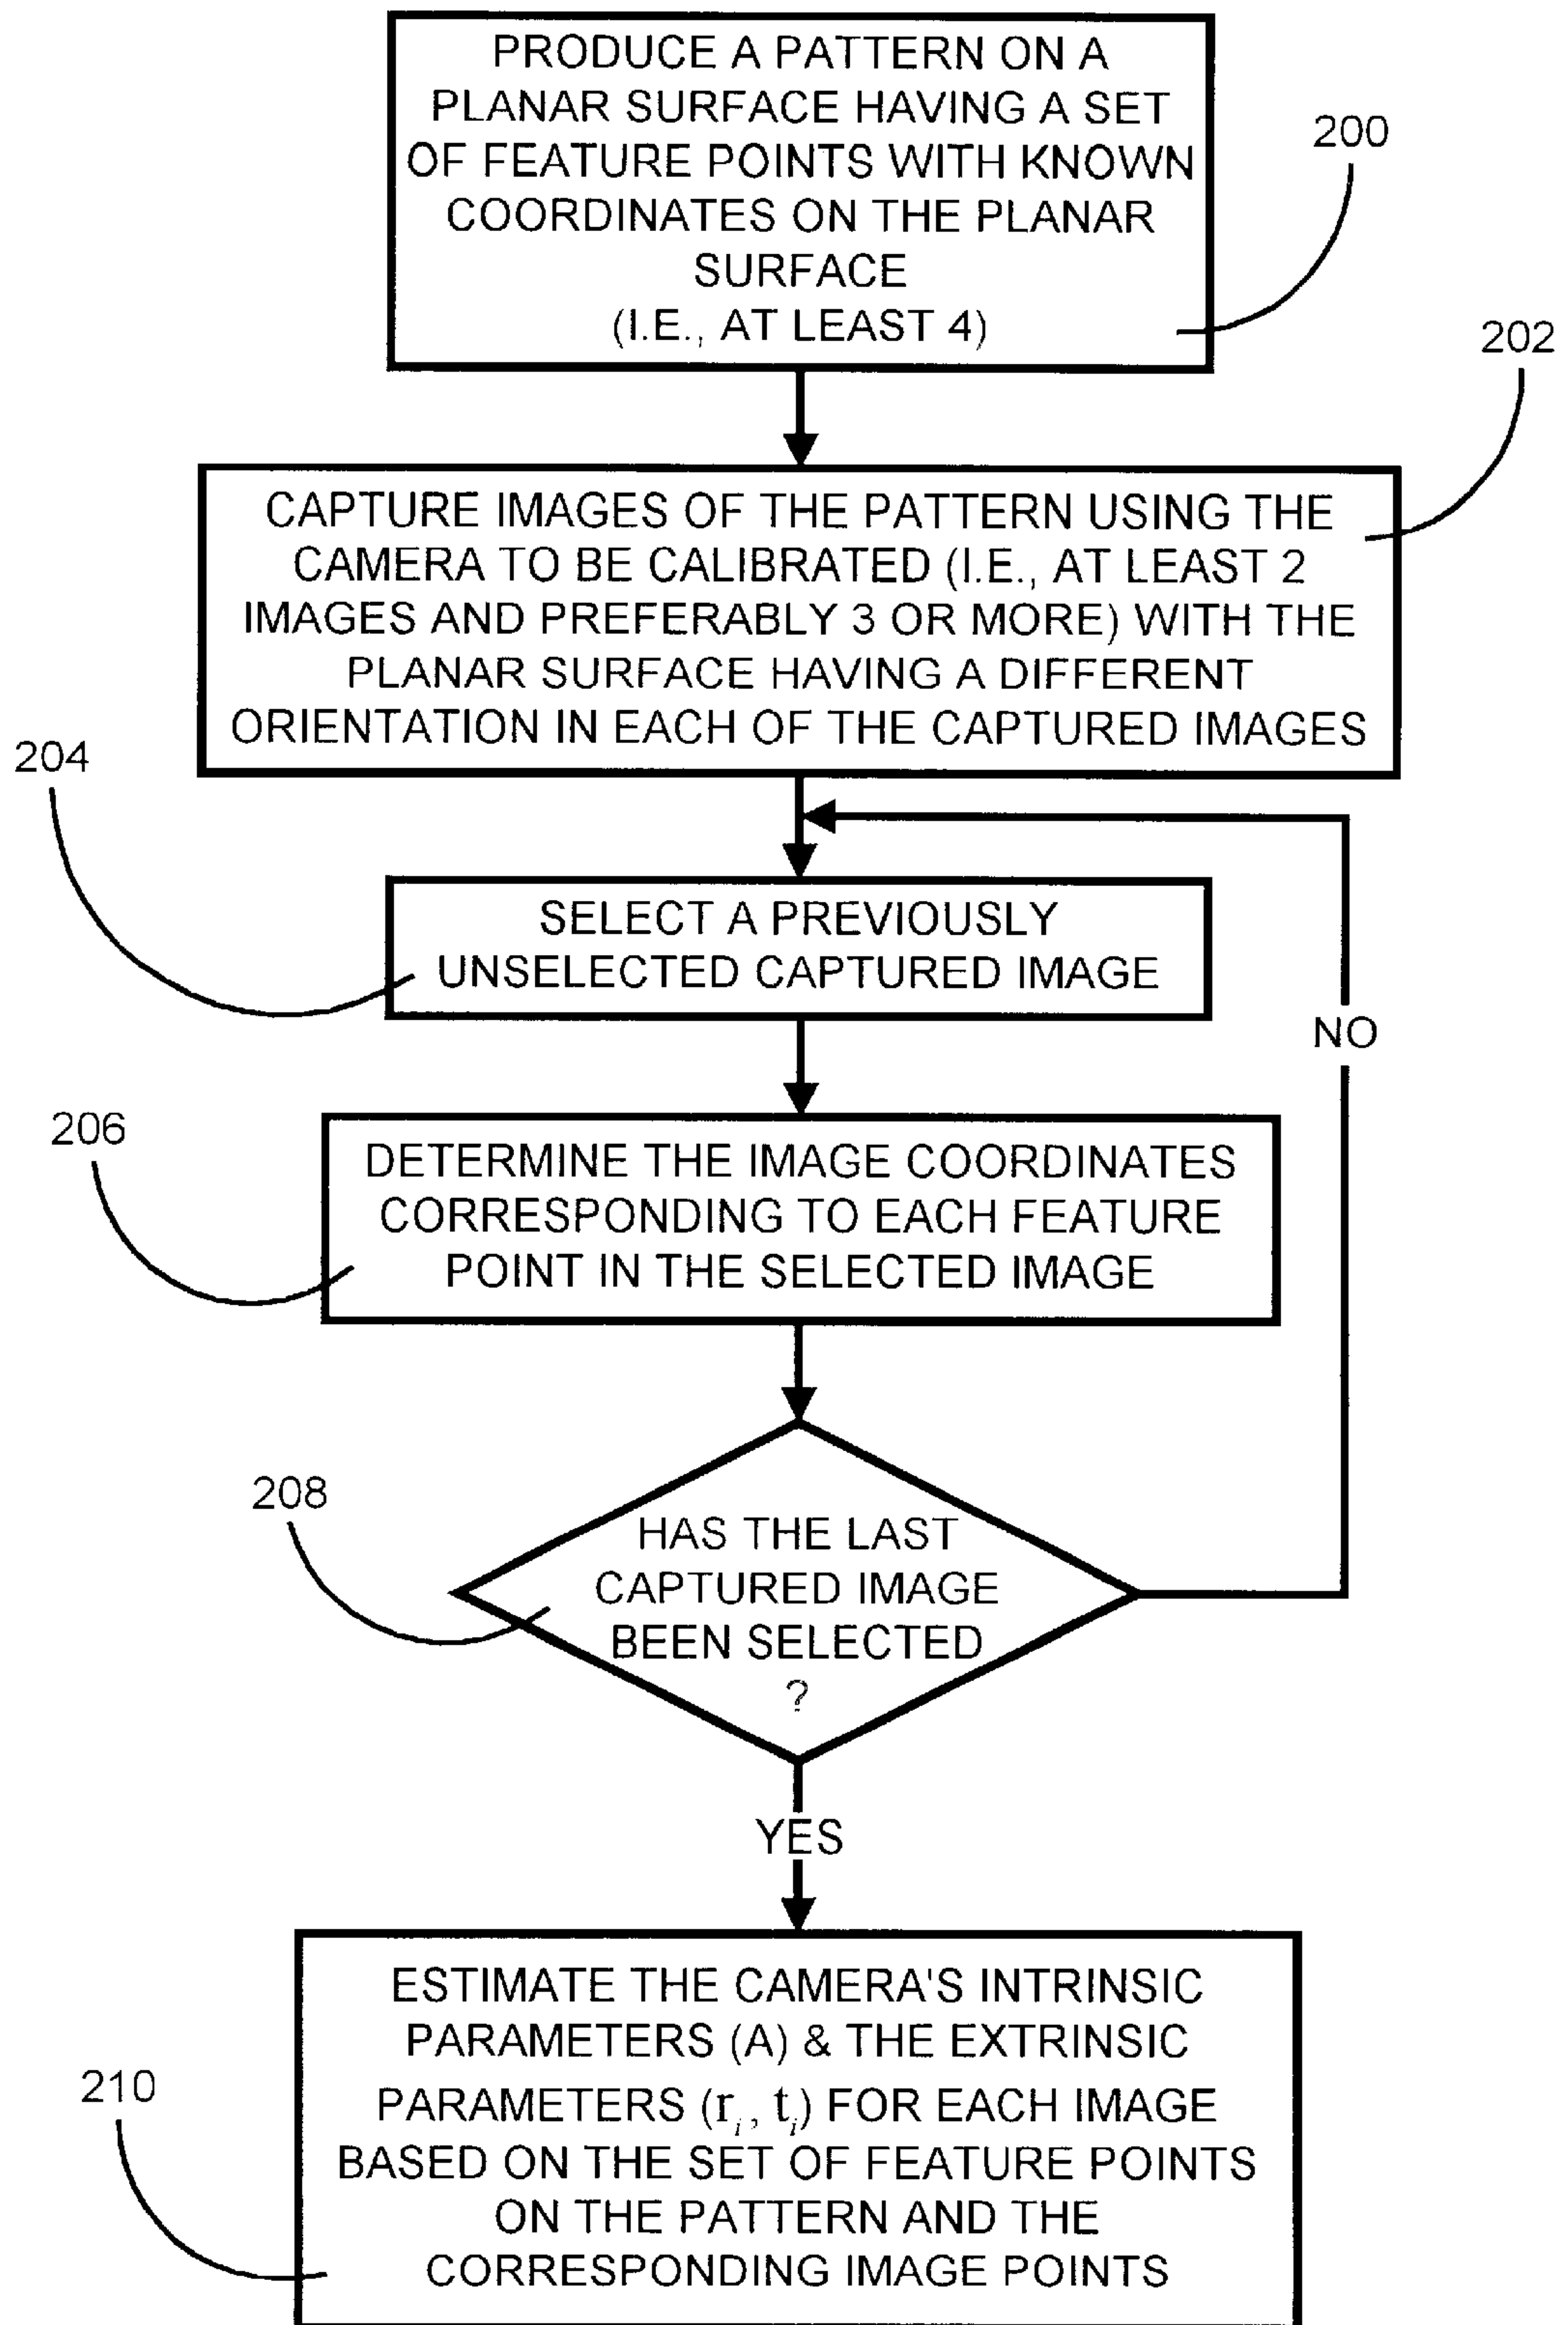 PRODUCE A PATTERN ON A
PLANAR SURFACE HAVING A SET
OF FEATURE POINTS WITH KNOWN
COORDINATES ON THE PLANAR
SURFACE
(I.E., AT LEAST 4)
200
202
CAPTURE IMAGES OF THE PATTERN USING THE
CAMERA TO BE CALIBRATED (I.E., AT LEAST 2
IMAGES AND PREFERABLY 3 OR MORE) WITH THE
PLANAR SURFACE HAVING A DIFFERENT
ORIENTATION IN EACH OF THE CAPTURED IMAGES
204
SELECT A PREVIOUSLY
UNSELECTED CAPTURED IMAGE
NO
206
DETERMINE THE IMAGE COORDINATES
CORRESPONDING TO EACH FEATURE
POINT IN THE SELECTED IMAGE
208
HAS THE LAST
CAPTURED IMAGE
BEEN SELECTED
?
YES
210
ESTIMATE THE CAMERA'S INTRINSIC
PARAMETERS (A) & THE EXTRINSIC
PARAMETERS (rᵢ, tᵢ) FOR EACH IMAGE
BASED ON THE SET OF FEATURE POINTS
ON THE PATTERN AND THE
CORRESPONDING IMAGE POINTS